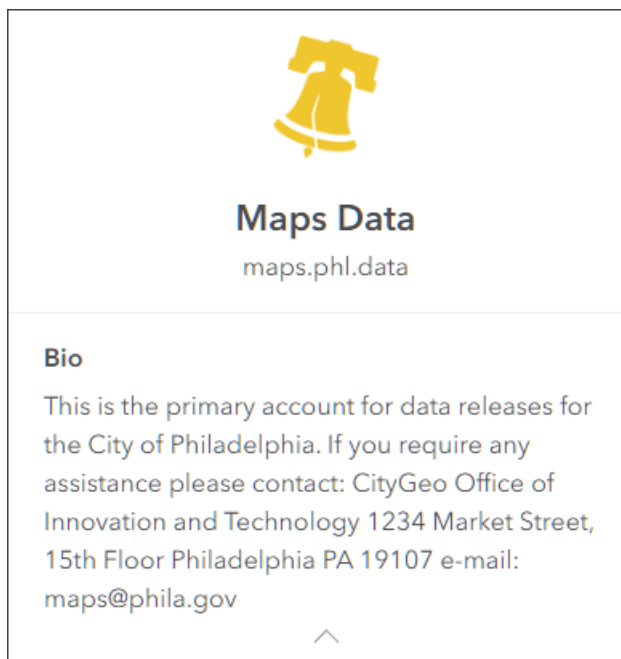 Maps Data
maps.phl.data
Bio
This is the primary account for data releases for
the City of Philadelphia. If you require any
assistance please contact: CityGeo Office of
Innovation and Technology 1234 Market Street,
15th Floor Philadelphia PA 19107 e-mail:
maps@phila.gov